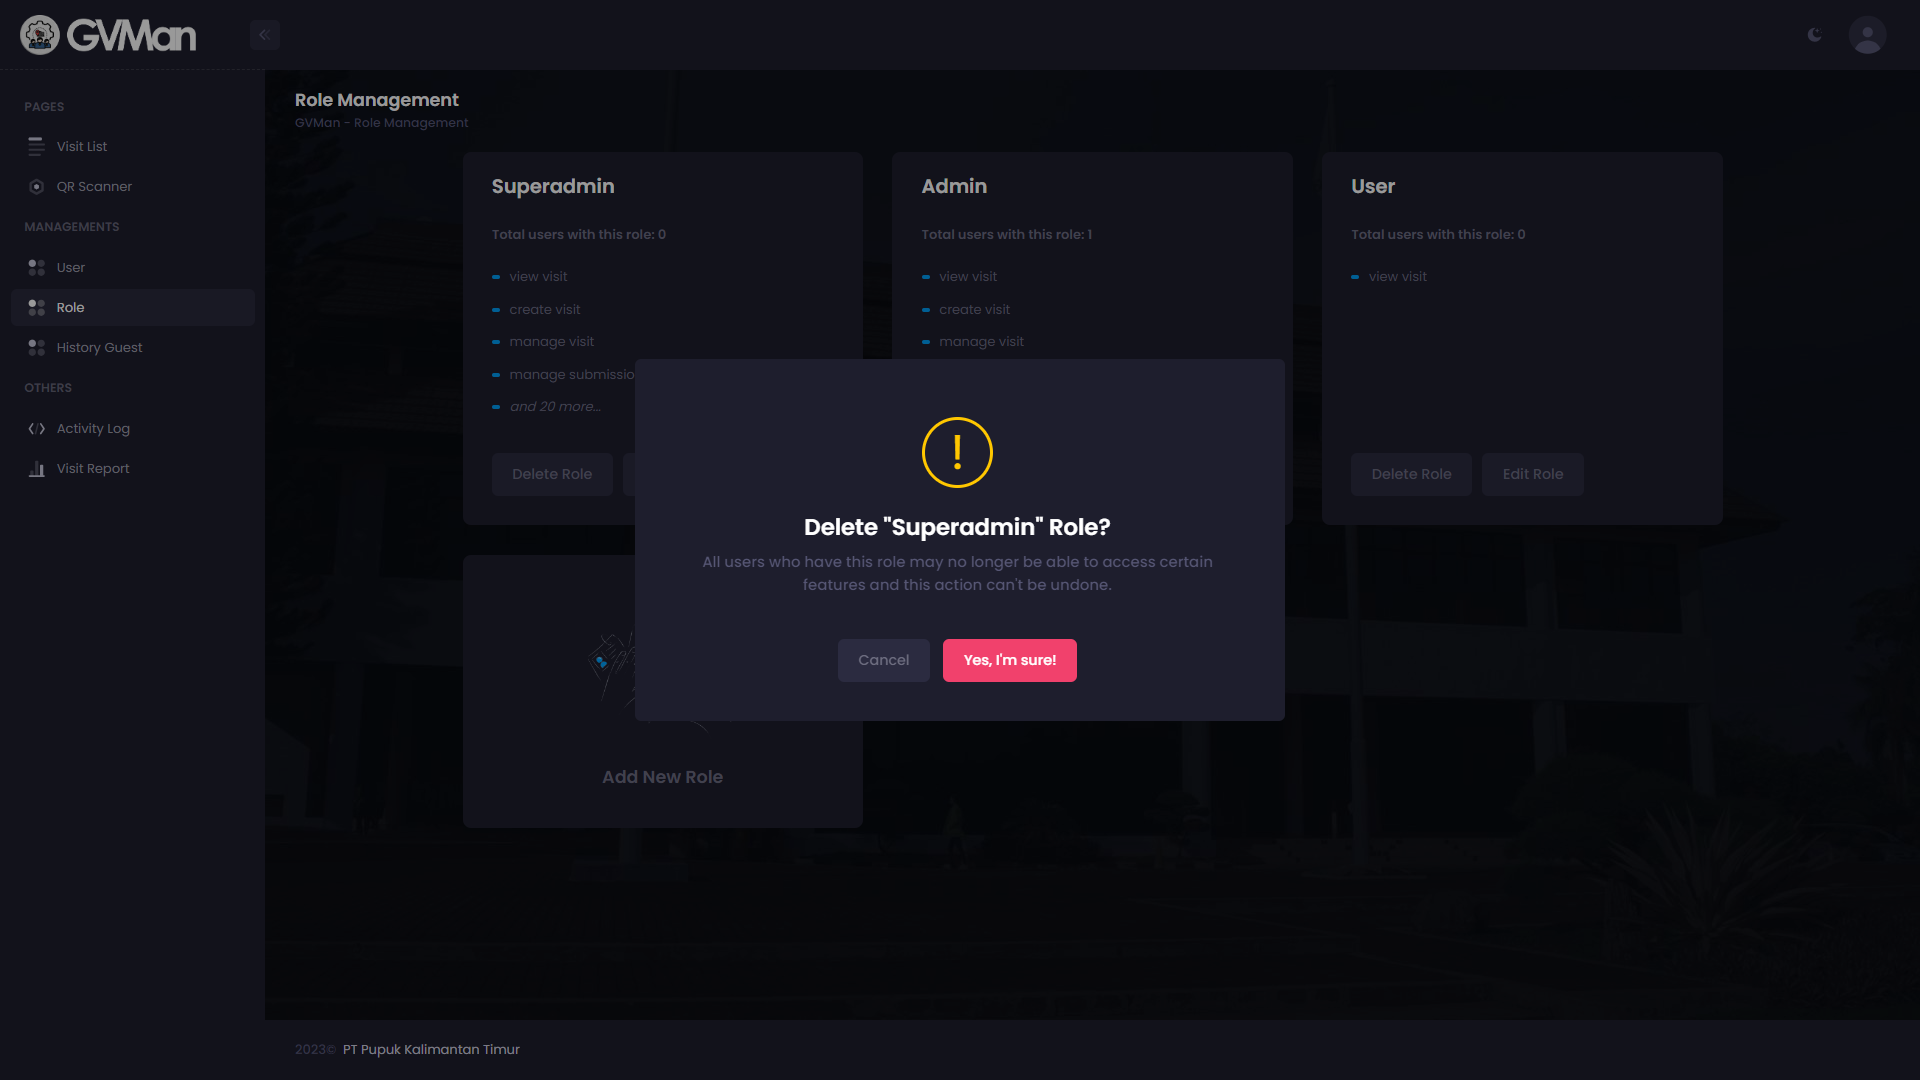 GVMan
PAGES
Visit List
QR Scanner
MANAGEMENTS
User
Role
History Guest
OTHERS
Activity Log
Visit Report
Role Management
GVMan - Role Management
Superadmin
Total users with this role: 0
view visit
create visit
manage visit
manage submissio
and 20 more...
Delete Role
Admin
Total users with this role: 1
view visit
create visit
manage visit
User
Total users with this role: 0
view visit
Delete Role
Edit Role
Add New Role
!
Delete "Superadmin" Role?
All users who have this role may no longer be able to access certain
features and this action can't be undone.
Cancel
Yes, I'm sure!
2023© PT Pupuk Kalimantan Timur